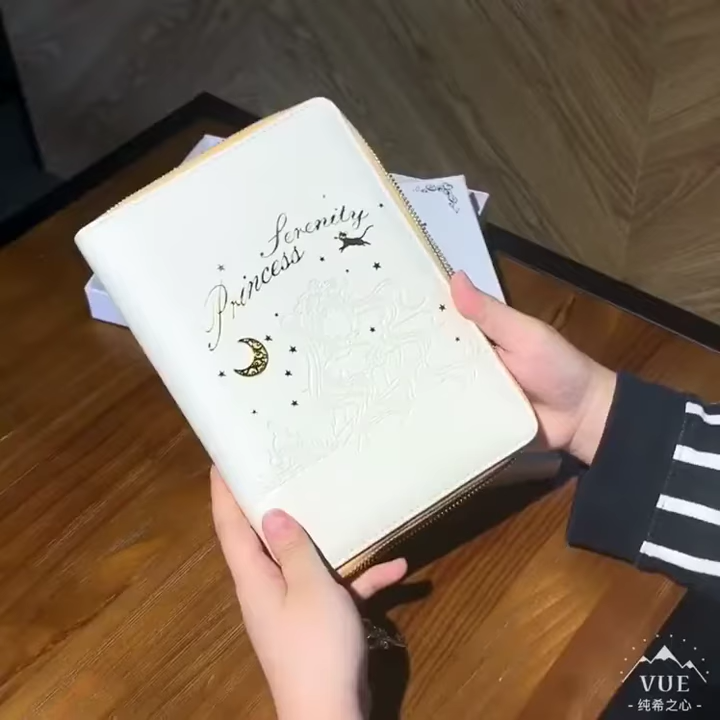 Princess
Serenity
VUE
- 纯希之心 -